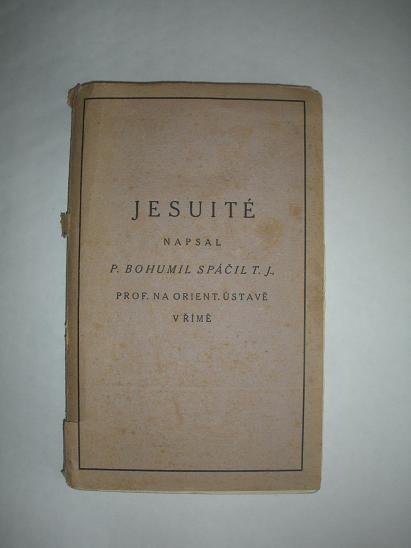 JESUITÉ
NAPSAL
P. BOHUMIL SPÁČIL T. J.,
PROF. NA ORIENT. ÚSTAVĚ
V ŘÍMĚ